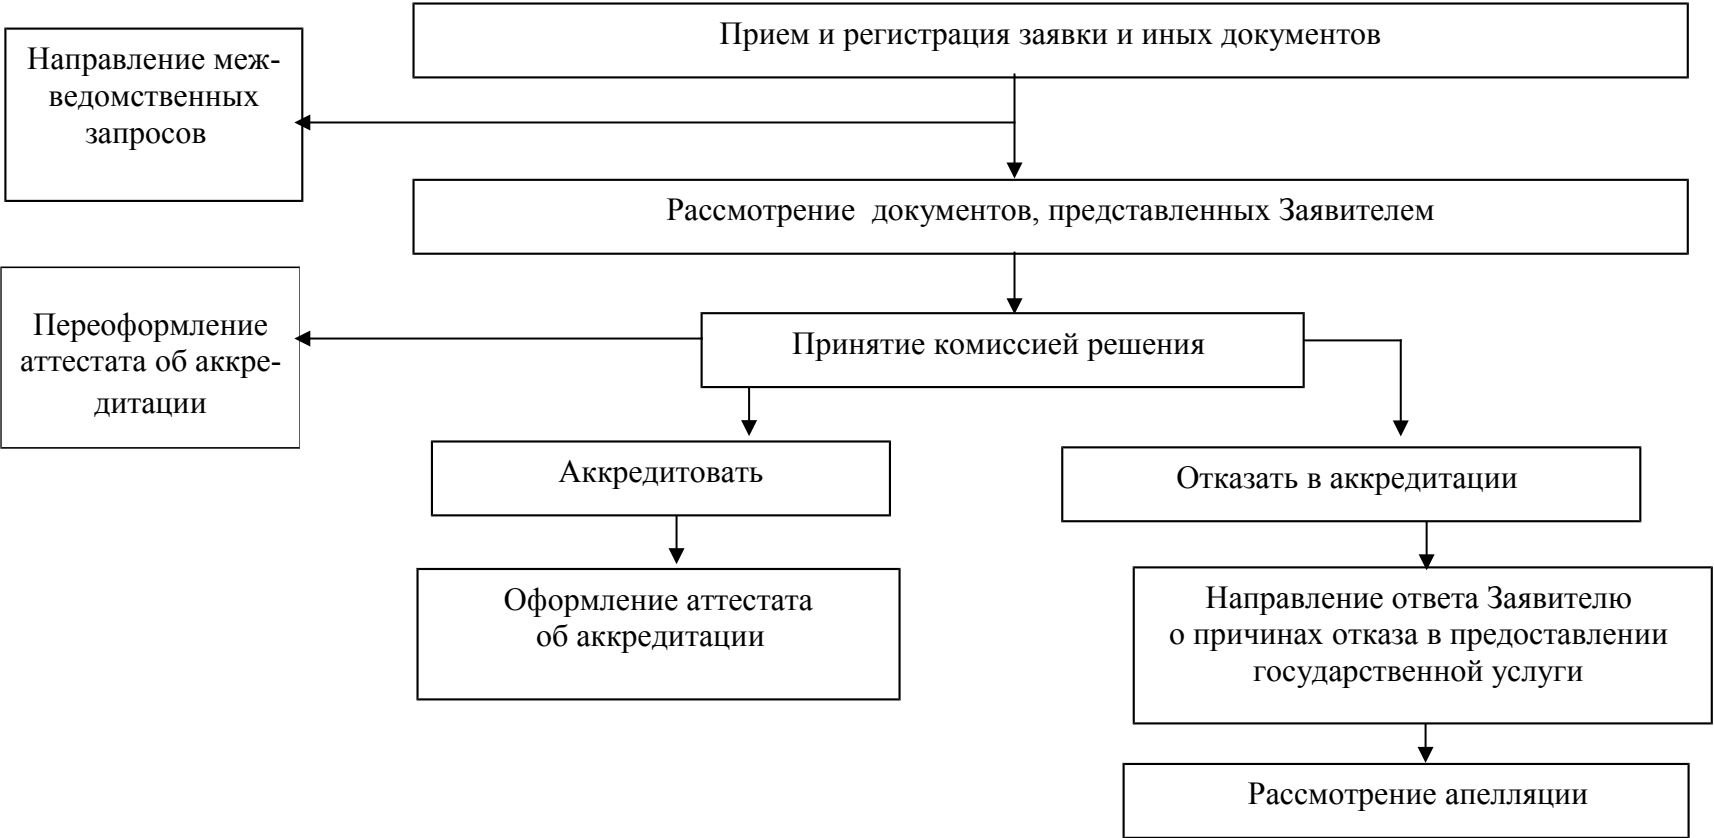 Прием и регистрация заявки и иных документов
Направление меж-
ведомственных
запросов
Рассмотрение  документов, представленных Заявителем
Переоформление
аттестата об аккре-
дитации
Принятие комиссией решения
Аккредитовать
Отказать в аккредитации
Оформление аттестата
об аккредитации
Направление ответа Заявителю
о причинах отказа в предоставлении
государственной услуги
Рассмотрение апелляции